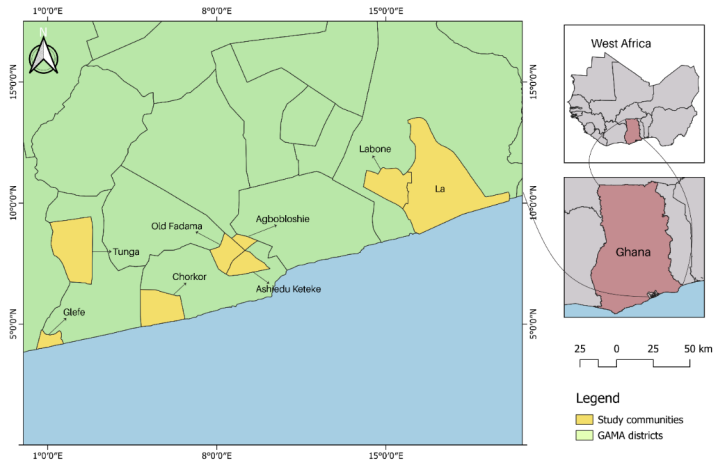 1°0'0"E 8°0'0"E 15°0'0"E
N
15°0'0"N 15°0'0"N
10°0'0"N 10°0'0"N
5°0'0"N 5°0'0"N
Labone
La
Old Fadama
Agbobloshie
Tunga
Chorkor
Ashiedu Keteke
Glefe
1°0'0"E 8°0'0"E 15°0'0"E
West Africa
Ghana
25 0 25 50 km
Legend
Study communities
GAMA districts